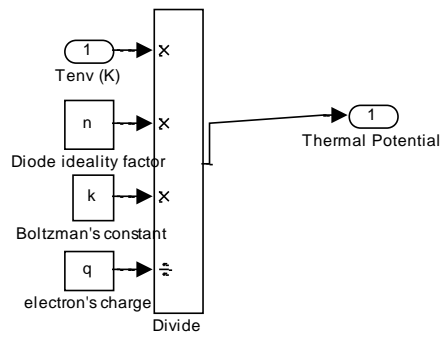 1
Tenv (K)
×
n
Diode ideality factor
×
k
Boltzman's constant
×
q
electron's charge
÷
Divide
1
Thermal Potential